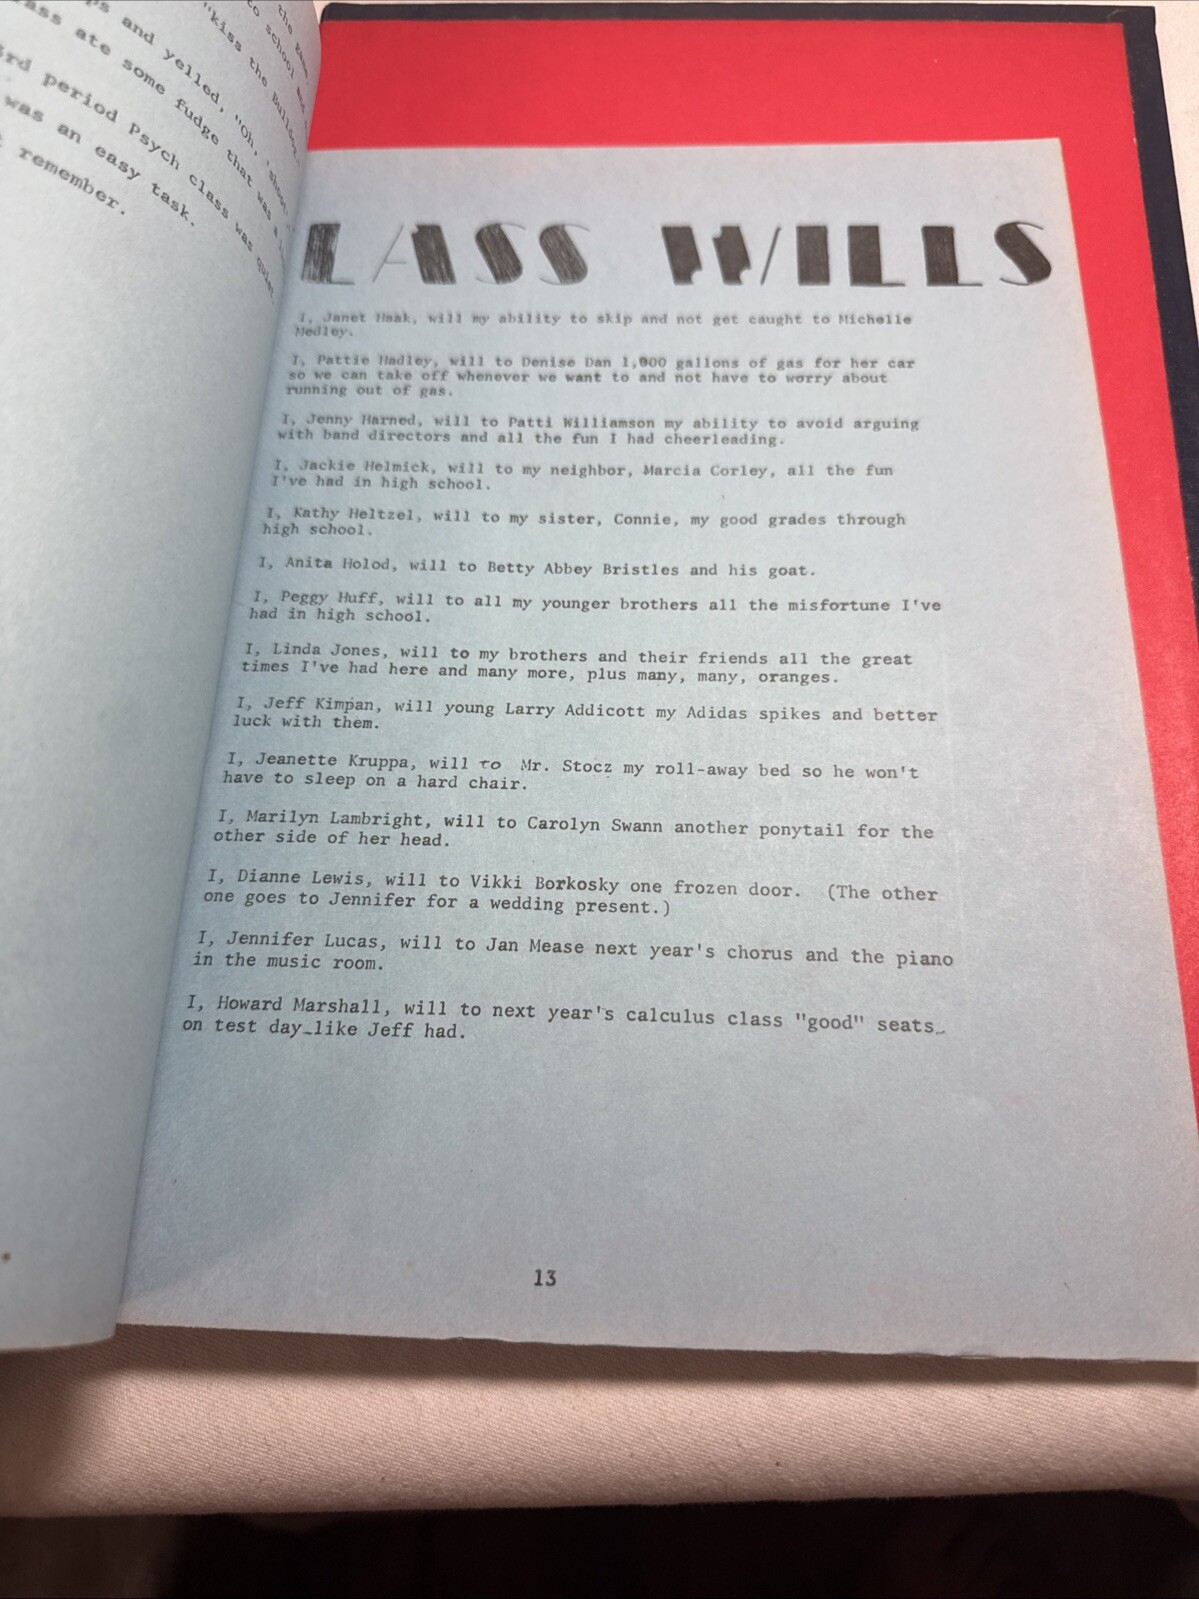 the
to school and
"kiss the Bulldog
ps and yelled, "Oh, 'shoot
ass ate some fudge that was a
3rd period Psych class was quiet
was an easy task.
t remember.
LASS WILLS
I, Janet Haak, will my ability to skip and not get caught to Michelle
Medley.
I, Pattie Hadley, will to Denise Dan 1,000 gallons of gas for her car
so we can take off whenever we want to and not have to worry about
running out of gas.
I, Jenny Harned, will to Patti Williamson my ability to avoid arguing
with band directors and all the fun I had cheerleading.
I, Jackie Helmick, will to my neighbor, Marcia Corley, all the fun
I've had in high school.
I, Kathy Heltzel, will to my sister, Connie, my good grades through
high school.
I, Anita Holod, will to Betty Abbey Bristles and his goat.
I, Peggy Huff, will to all my younger brothers all the misfortune I've
had in high school.
I, Linda Jones, will to my brothers and their friends all the great
times I've had here and many more, plus many, many, oranges.
I, Jeff Kimpan, will young Larry Addicott my Adidas spikes and better
luck with them.
I, Jeanette Kruppa, will to Mr. Stocz my roll-away bed so he won't
have to sleep on a hard chair.
I, Marilyn Lambright, will to Carolyn Swann another ponytail for the
other side of her head.
I, Dianne Lewis, will to Vikki Borkosky one frozen door. (The other
one goes to Jennifer for a wedding present.)
I, Jennifer Lucas, will to Jan Mease next year's chorus and the piano
in the music room.
I, Howard Marshall, will to next year's calculus class "good" seats
on test day like Jeff had.
13